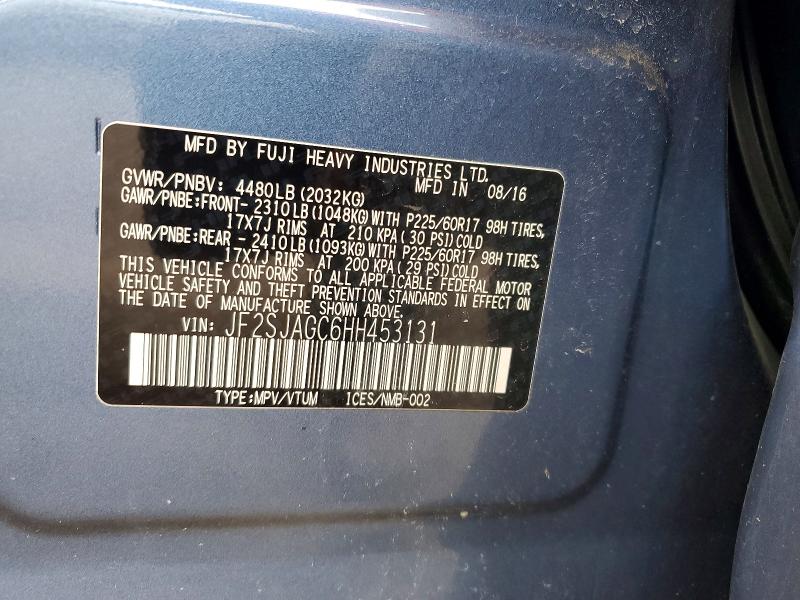 MFD BY FUJI HEAVY INDUSTRIES LTD.
MFD IN 08/16
GVWR/PNBV: 4480LB(2032KG)
GAWR/PNBE:FRONT- 2310LB(1048KG)WITH P225/60R17 98H TIRES,
17X7J RIMS AT 210 KPA(30 PSI)COLD
GAWR/PNBE:REAR - 2410LB(1093KG)WITH P225/60R17 98H TIRES,
17X7J RIMS AT 200 KPA(29 PSI)COLD
THIS VEHICLE CONFORMS TO ALL APPLICABLE FEDERAL MOTOR
VEHICLE SAFETY AND THEFT PREVENTION STANDARDS IN EFFECT ON
THE DATE OF MANUFACTURE SHOWN ABOVE.
VIN: JF2SJAGC6HH453131
TYPE:MPV/VTUM ICES/NMB-002